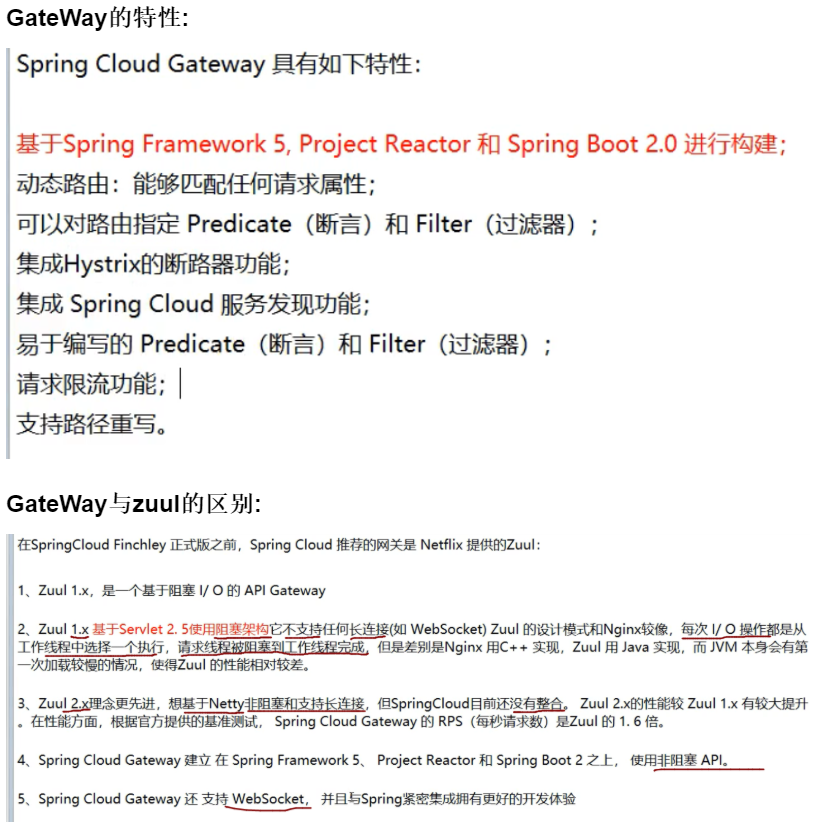 GateWay的特性:
Spring Cloud Gateway 具有如下特性：
基于Spring Framework 5, Project Reactor 和 Spring Boot 2.0 进行构建；
动态路由：能够匹配任何请求属性；
可以对路由指定 Predicate（断言）和 Filter（过滤器）；
集成Hystrix的断路器功能；
集成 Spring Cloud 服务发现功能；
易于编写的 Predicate（断言）和 Filter（过滤器）；
请求限流功能；
支持路径重写。
GateWay与zuul的区别:
在SpringCloud Finchley 正式版之前，Spring Cloud 推荐的网关是 Netflix 提供的Zuul：
1、Zuul 1.x，是一个基于阻塞 I/ O 的 API Gateway
2、Zuul 1.x 基于Servlet 2. 5使用阻塞架构它不支持任何长连接(如 WebSocket) Zuul 的设计模式和Nginx较像，每次 I/ O 操作都是从
工作线程中选择一个执行，请求线程被阻塞到工作线程完成，但是差别是Nginx 用C++ 实现，Zuul 用 Java 实现，而 JVM 本身会有第
一次加载较慢的情况，使得Zuul 的性能相对较差。
3、Zuul 2.x理念更先进，想基于Netty非阻塞和支持长连接，但SpringCloud目前还没有整合。 Zuul 2.x的性能较 Zuul 1.x 有较大提升
。在性能方面，根据官方提供的基准测试， Spring Cloud Gateway 的 RPS（每秒请求数）是Zuul 的 1. 6 倍。
4、Spring Cloud Gateway 建立 在 Spring Framework 5、 Project Reactor 和 Spring Boot 2 之上， 使用非阻塞 API。
5、Spring Cloud Gateway 还 支持 WebSocket， 并且与Spring紧密集成拥有更好的开发体验